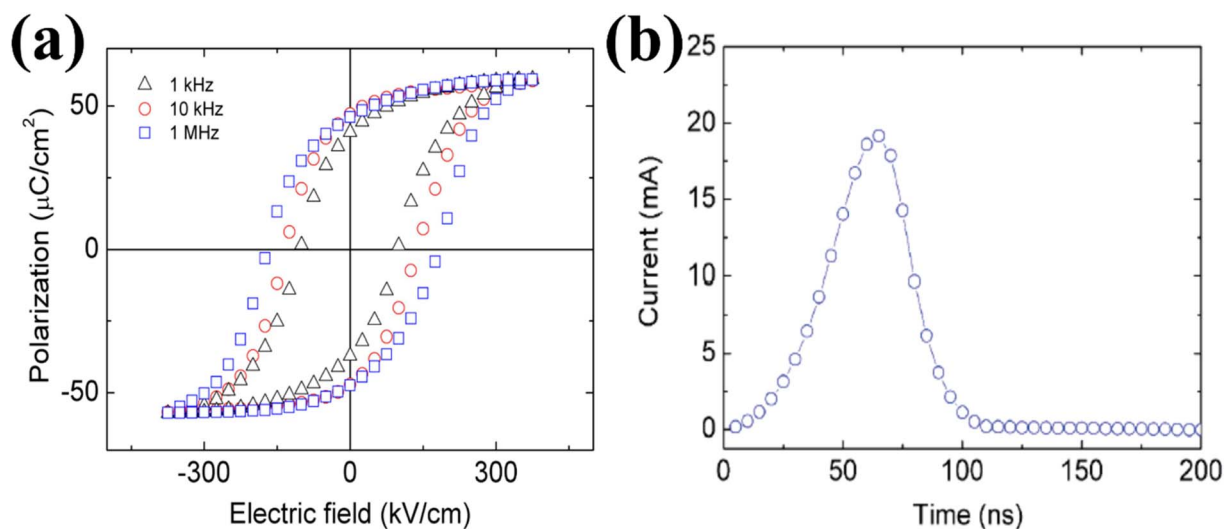 (a)
50
0
-50
Polarization (μC/cm²)
1 kHz
10 kHz
1 MHz
-300
0
300
Electric field (kV/cm)
(b)
25
20
15
10
5
0
Current (mA)
0
50
100
150
200
Time (ns)